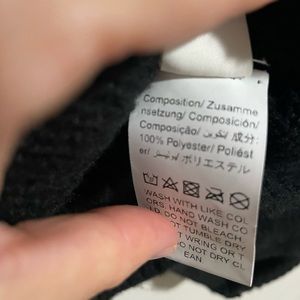 Composition/ Zusamme
nsetzung/ Composición/
Composição/ تكوين/ 成分:
100% Polyester/ Poliést
er/ بوليستر/ ポリエステル
WASH WITH LIKE COL
ORS. HAND WASH CO
LD. DO NOT BLEACH.
NOT TUMBLE DRY
T WRING OR T
O NOT DRY CL
EAN